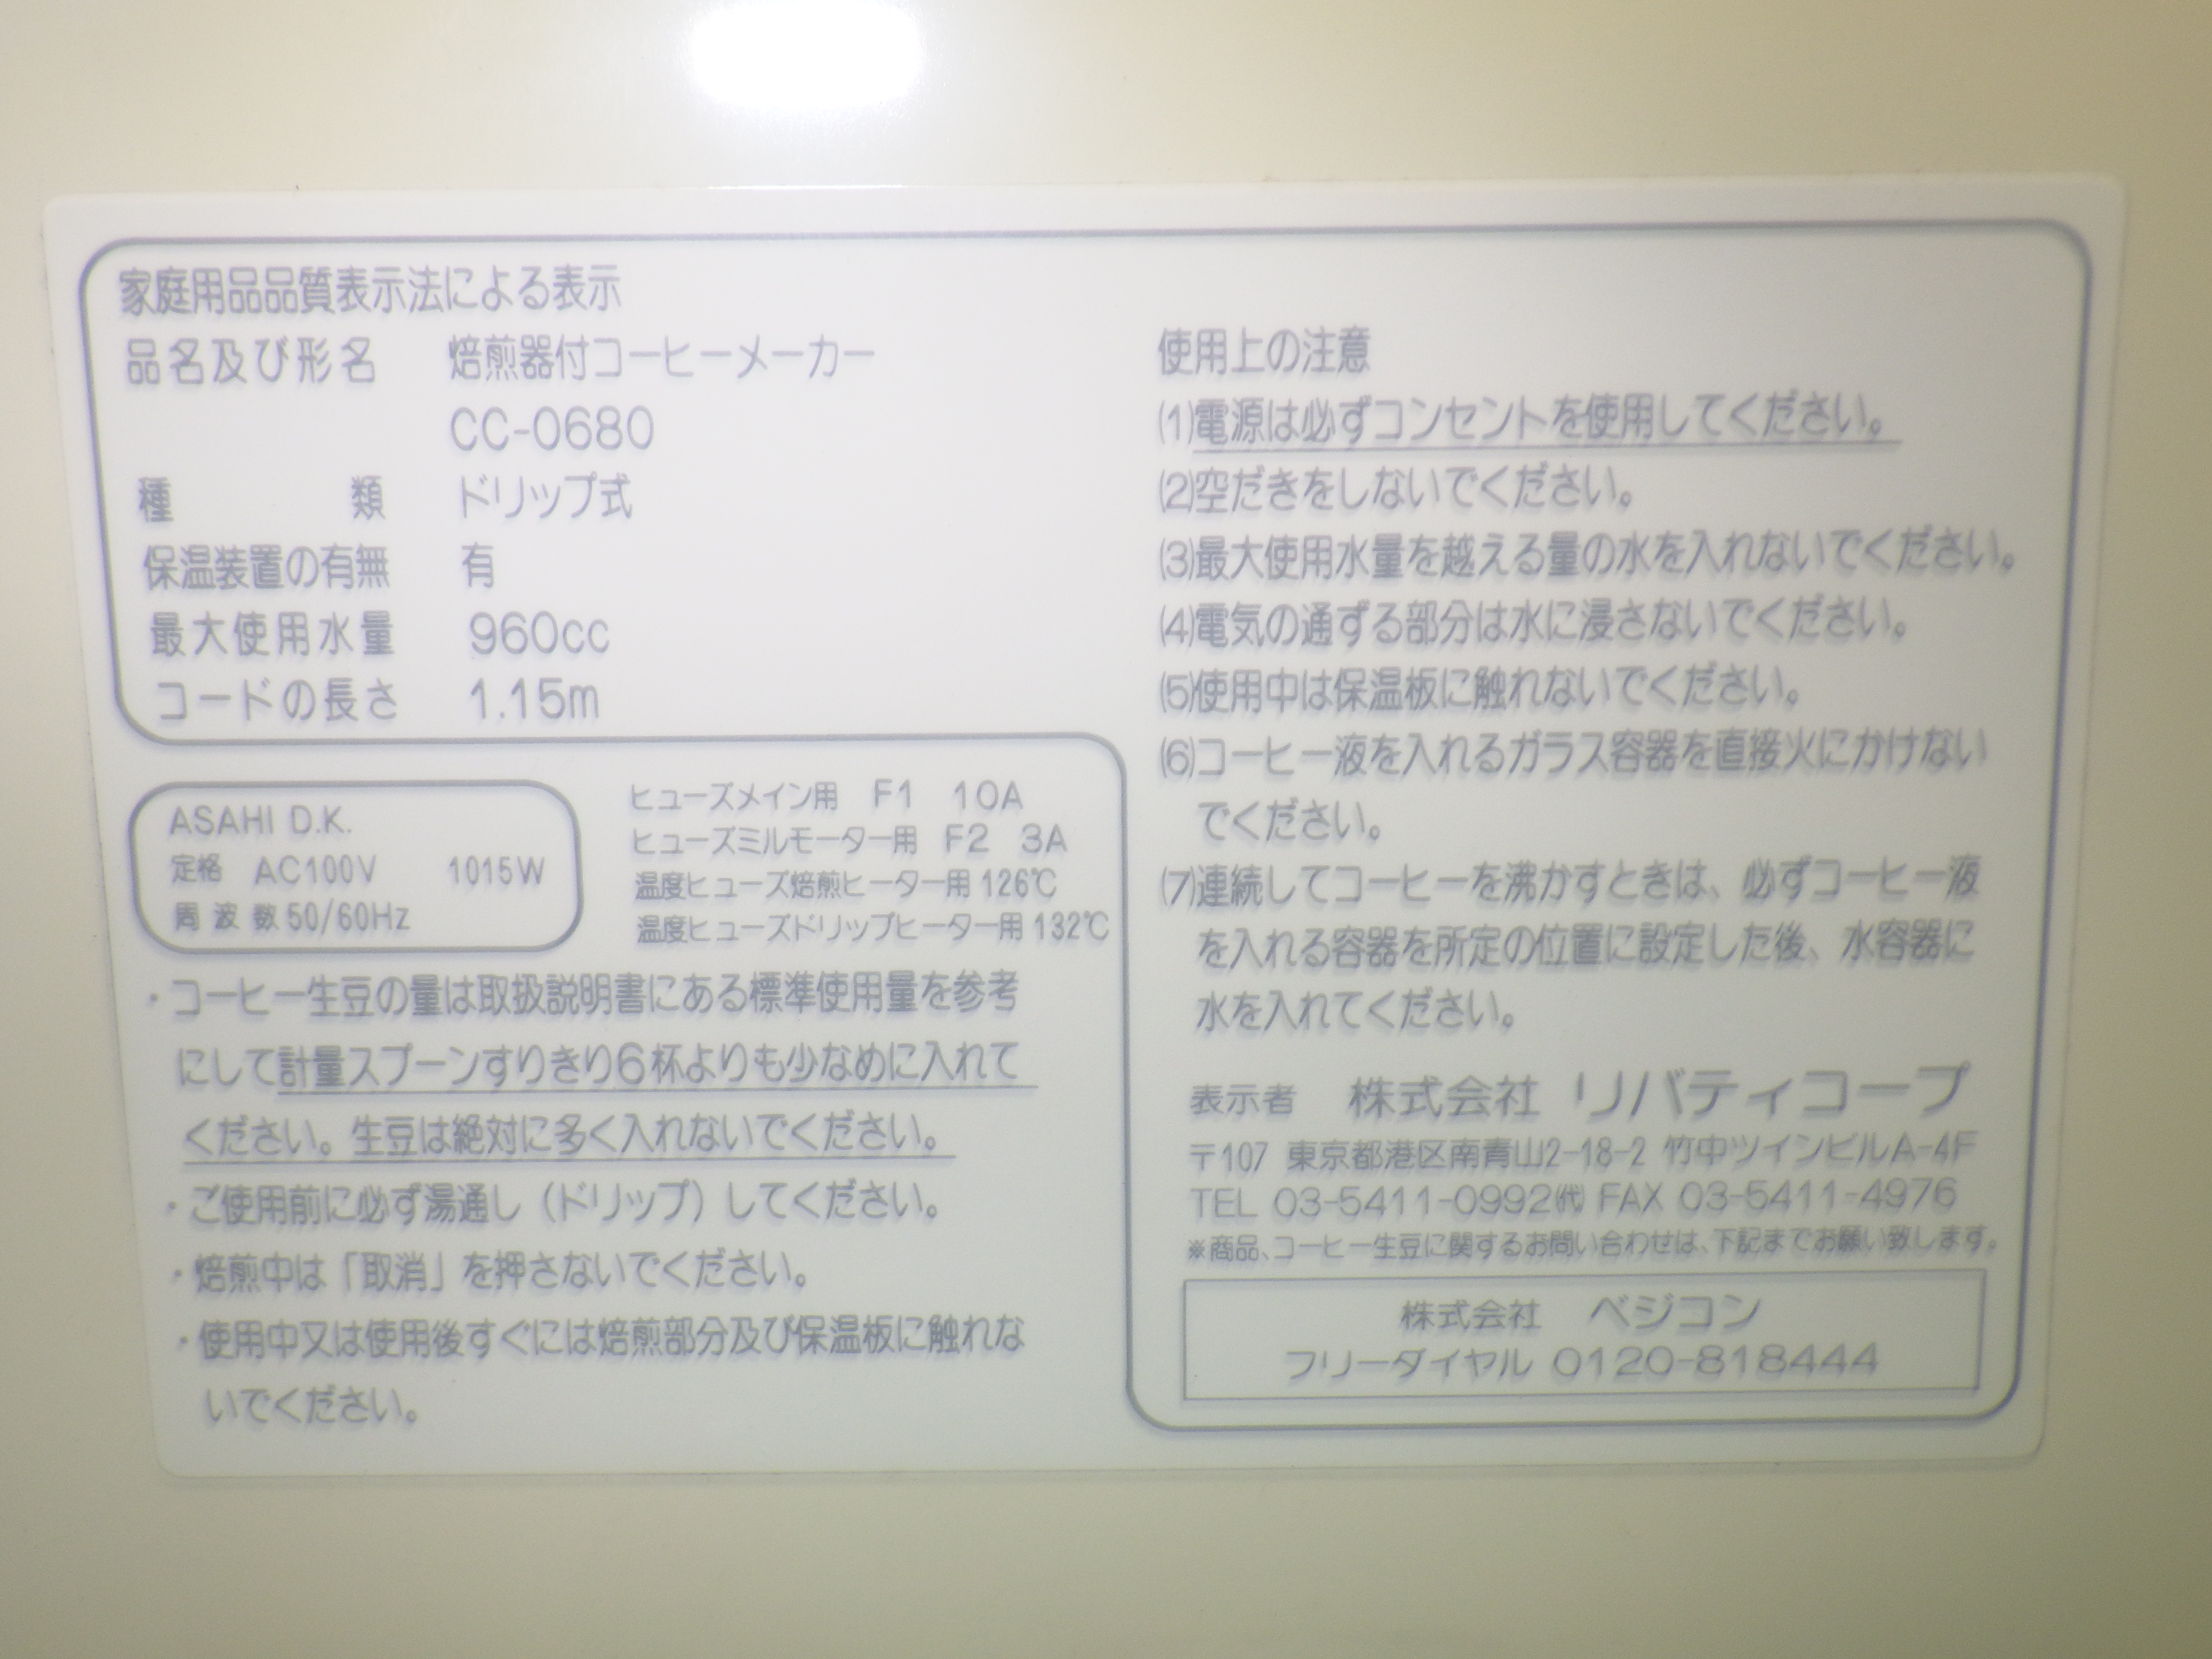 家庭用品品質表示法による表示
品名及び形名 焙煎器付コーヒーメーカー
CC-0680
種類 ドリップ式
保温装置の有無 有
最大使用水量 960cc
コードの長さ 1.15m
ASAHI D.K.
定格 AC100V 1015W
周波数 50/60Hz
ヒューズメイン用 F1 10A
ヒューズミルモーター用 F2 3A
温度ヒューズ焙煎ヒーター用 126℃
温度ヒューズドリップヒーター用 132℃
・コーヒー生豆の量は取扱説明書にある標準使用量を参考
にして計量スプーンすりきり6杯よりも少なめに入れて
ください。生豆は絶対に多く入れないでください。
・ご使用前に必ず湯通し（ドリップ）してください。
・焙煎中は「取消」を押さないでください。
・使用中又は使用後すぐには焙煎部分及び保温板に触れな
いでください。
使用上の注意
(1)電源は必ずコンセントを使用してください。
(2)空だきをしないでください。
(3)最大使用水量を越える量の水を入れないでください。
(4)電気の通ずる部分は水に浸さないでください。
(5)使用中は保温板に触れないでください。
(6)コーヒー液を入れるガラス容器を直接火にかけない
でください。
(7)連続してコーヒーを沸かすときは、必ずコーヒー液
を入れる容器を所定の位置に設定した後、水容器に
水を入れてください。
表示者 株式会社 リバティコープ
〒107 東京都港区南青山2-18-2 竹中ツインビルA-4F
TEL 03-5411-0992㈹ FAX 03-5411-4976
※商品、コーヒー生豆に関するお問い合わせは、下記までお願い致します。
株式会社 ベジコン
フリーダイヤル 0120-818444